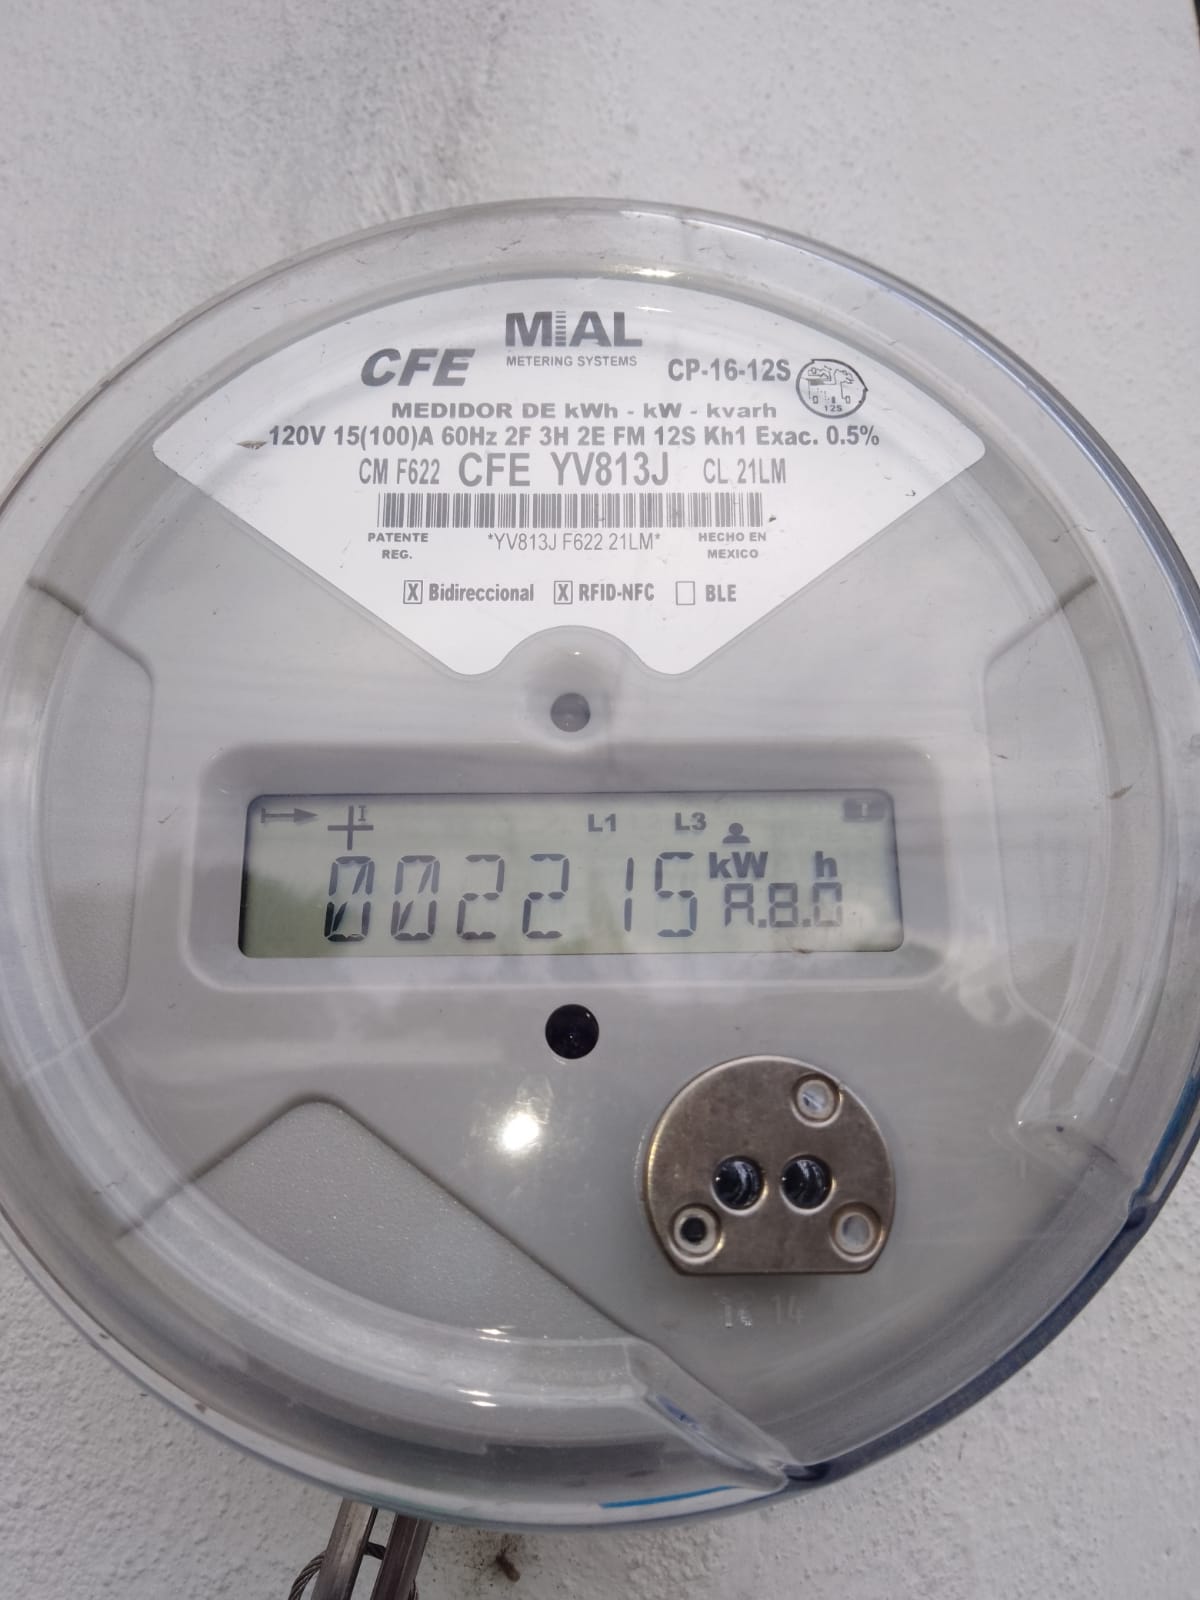 MIAL
METERING SYSTEMS
CFE
CP-16-12S
12S
MEDIDOR DE kWh - kW - kvarh
120V 15(100)A 60Hz 2F 3H 2E FM 12S Kh1 Exac. 0.5%
CM F622 CFE YV813J CL 21LM
PATENTE REG.
*YV813J F622 21LM*
HECHO EN MEXICO
X Bidireccional X RFID-NFC BLE
L1 L3
002215 kW h
A.8.0
14